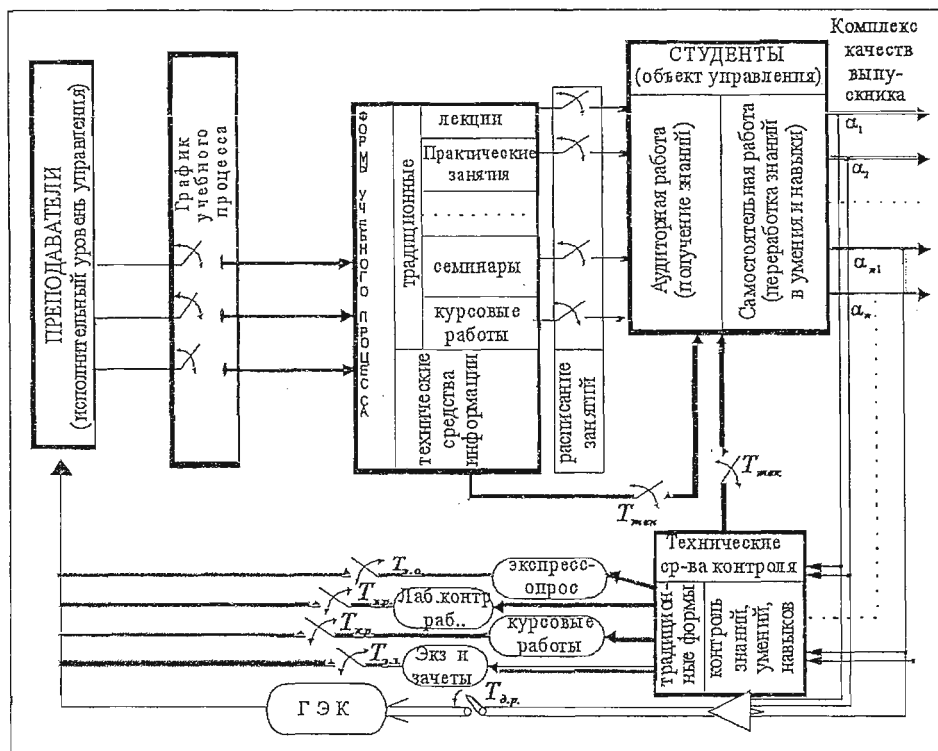 ПРЕПОДАВАТЕЛИ
(исполнительный уровень управления)
График
учебного
процесса
ФОРМЫ УЧЕБНОГО ПРОЦЕССА
традиционные
лекции
Практические
занятия
семинары
курсовые
работы
технические
средства
информации
расписание
занятий
СТУДЕНТЫ
(объект управления)
Аудиторная работа
(получение знаний)
Самостоятельная работа
(переработка знаний
в умения и навыки)
Комплекс
качеств
выпу-
скника
α₁
α₂
αₙ
Технические
ср-ва контроля
традицион-
ные формы
контроль
знаний,
умений,
навыков
экспресс-
опрос
Tэ.о.
Лаб.контр
раб..
курсовые
работы
Tк.р.
Экз и
зачеты
ГЭК
Tд.р.